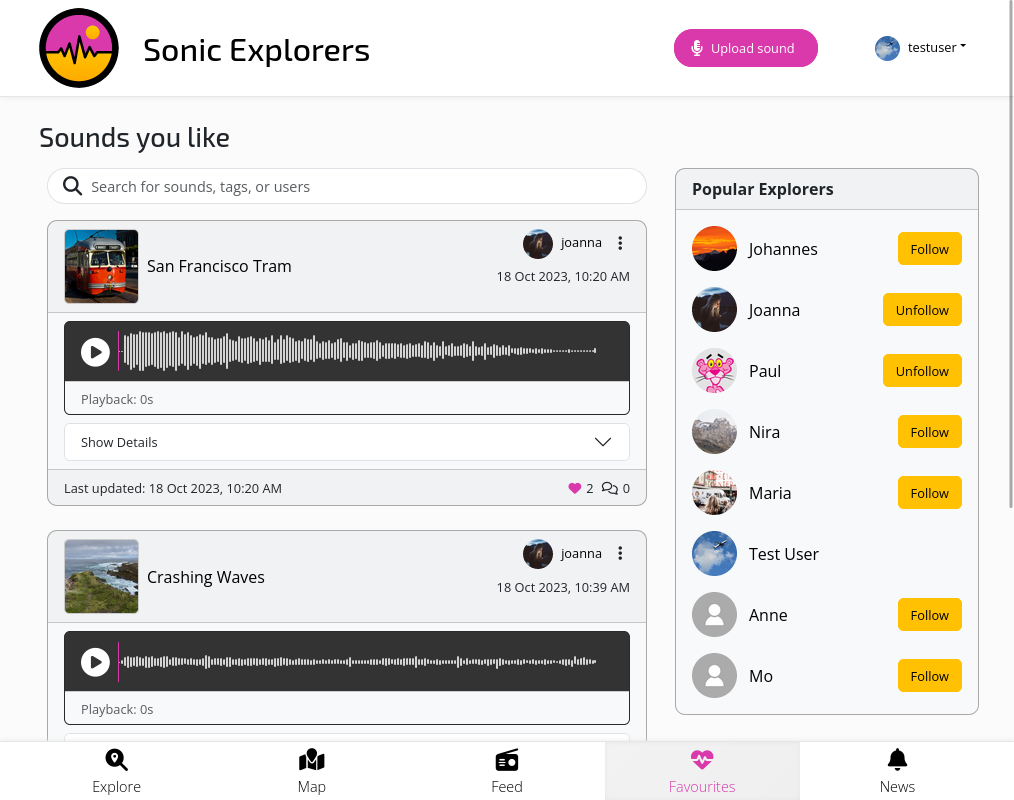 Sonic Explorers
Upload sound
testuser
Sounds you like
Search for sounds, tags, or users
San Francisco Tram
joanna
18 Oct 2023, 10:20 AM
Playback: 0s
Show Details
Last updated: 18 Oct 2023, 10:20 AM
2
0
Crashing Waves
joanna
18 Oct 2023, 10:39 AM
Playback: 0s
Popular Explorers
Johannes
Follow
Joanna
Unfollow
Paul
Unfollow
Nira
Follow
Maria
Follow
Test User
Anne
Follow
Mo
Follow
Explore
Map
Feed
Favourites
News